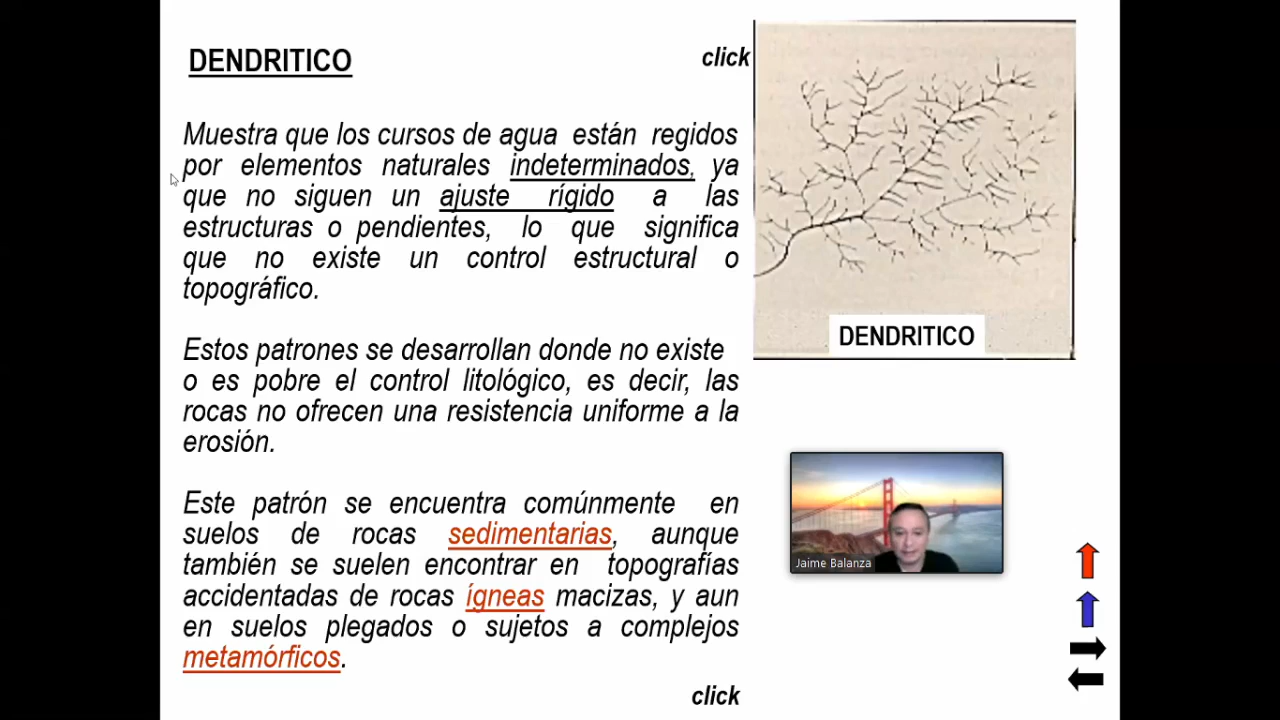 DENDRITICO
click
Muestra que los cursos de agua están regidos
por elementos naturales indeterminados, ya
que no siguen un ajuste rígido a las
estructuras o pendientes, lo que significa
que no existe un control estructural o
topográfico.
Estos patrones se desarrollan donde no existe
o es pobre el control litológico, es decir, las
rocas no ofrecen una resistencia uniforme a la
erosión.
Este patrón se encuentra comúnmente en
suelos de rocas sedimentarias, aunque
también se suelen encontrar en topografías
accidentadas de rocas ígneas macizas, y aun
en suelos plegados o sujetos a complejos
metamórficos.
click
DENDRITICO
Jaime Balanza